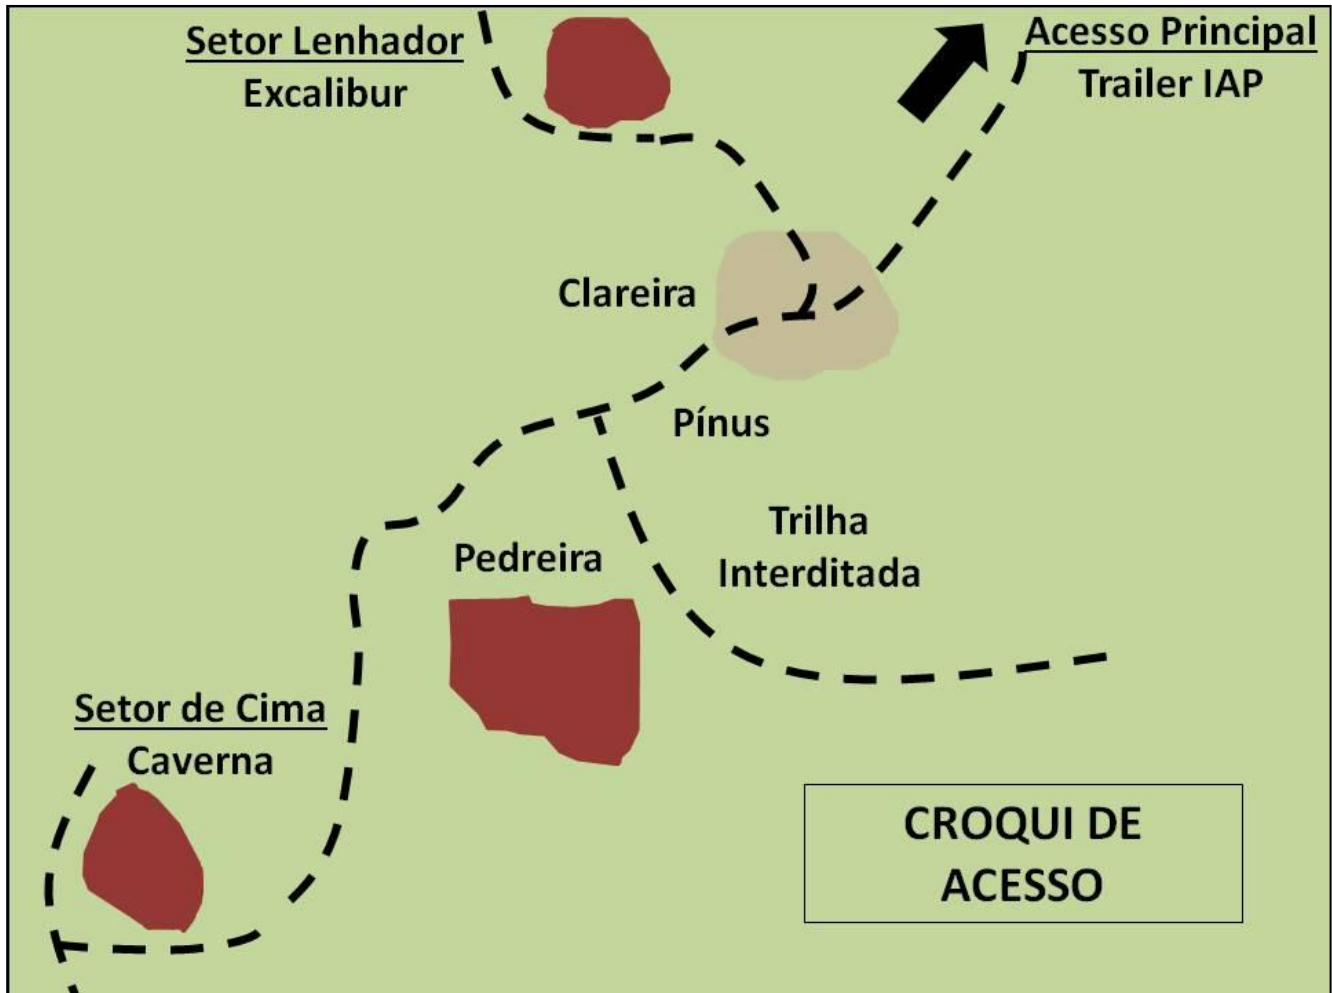 Setor Lenhador
Excalibur
Acesso Principal
Trailer IAP
Clareira
Pínus
Trilha
Interditada
Pedreira
Setor de Cima
Caverna
CROQUI DE
ACESSO